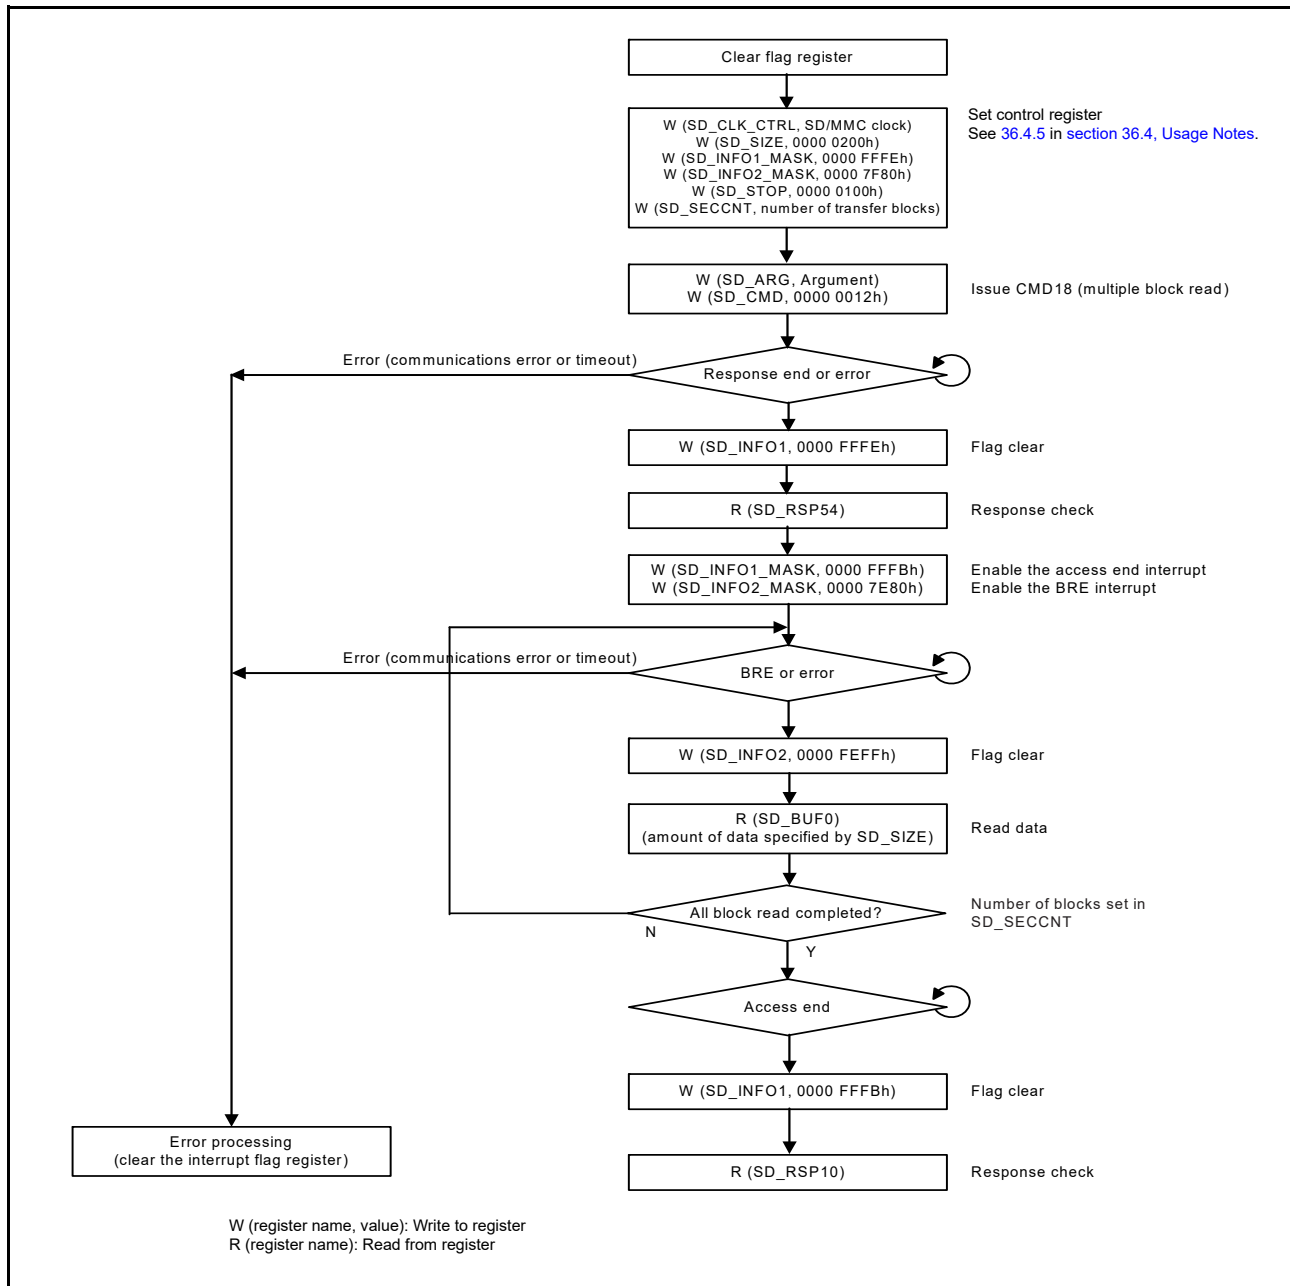 Clear flag register
W (SD_CLK_CTRL, SD/MMC clock)
W (SD_SIZE, 0000 0200h)
W (SD_INFO1_MASK, 0000 FFFEh)
W (SD_INFO2_MASK, 0000 7F80h)
W (SD_STOP, 0000 0100h)
W (SD_SECCNT, number of transfer blocks)
Set control register
See 36.4.5 in section 36.4, Usage Notes.
W (SD_ARG, Argument)
W (SD_CMD, 0000 0012h)
Issue CMD18 (multiple block read)
Error (communications error or timeout)
Response end or error
W (SD_INFO1, 0000 FFFEh)
Flag clear
R (SD_RSP54)
Response check
W (SD_INFO1_MASK, 0000 FFFBh)
W (SD_INFO2_MASK, 0000 7E80h)
Enable the access end interrupt
Enable the BRE interrupt
Error (communications error or timeout)
BRE or error
W (SD_INFO2, 0000 FEFFh)
Flag clear
R (SD_BUF0)
(amount of data specified by SD_SIZE)
Read data
All block read completed?
Number of blocks set in
SD_SECCNT
N
Y
Access end
W (SD_INFO1, 0000 FFFBh)
Flag clear
Error processing
(clear the interrupt flag register)
R (SD_RSP10)
Response check
W (register name, value): Write to register
R (register name): Read from register